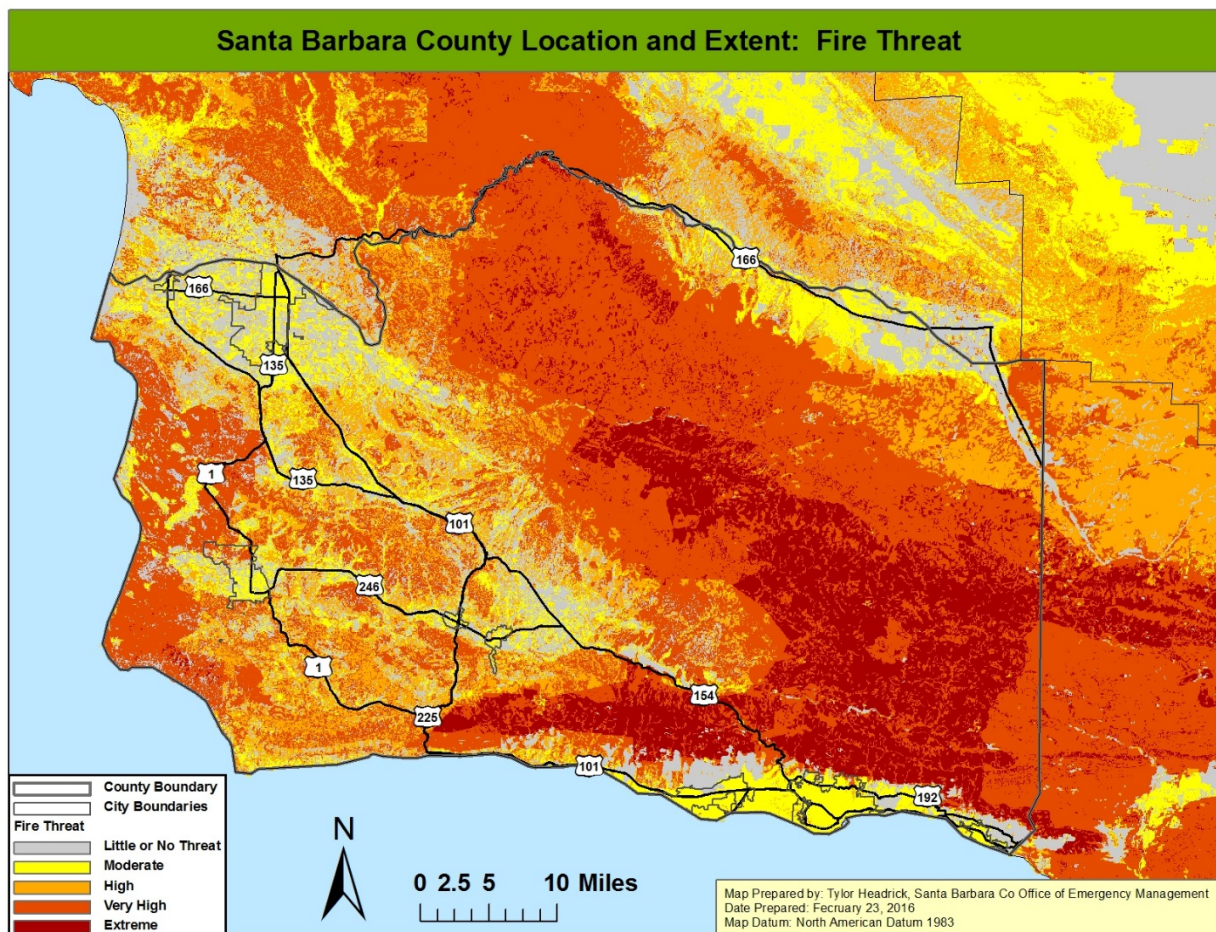 Santa Barbara County Location and Extent: Fire Threat
166
166
135
1
135
101
246
1
154
225
101
192
County Boundary
City Boundaries
Fire Threat
Little or No Threat
Moderate
High
Very High
Extreme
N
0 2.5 5 10 Miles
Map Prepared by: Tylor Headrick, Santa Barbara Co Office of Emergency Management
Date Prepared: Fecruary 23, 2016
Map Datum: North American Datum 1983